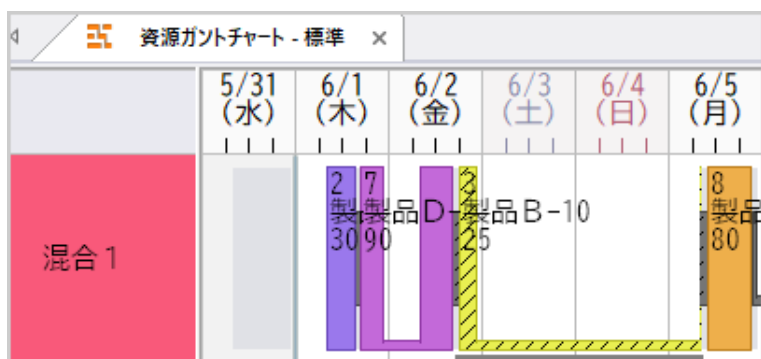 資源ガントチャート - 標準 ×
5/31 6/1 6/2 6/3 6/4 6/5
(水) (木) (金) (土) (日) (月)
混合1
2 7 3 8
製品D- 製品B-10 製品
30 90 25 80